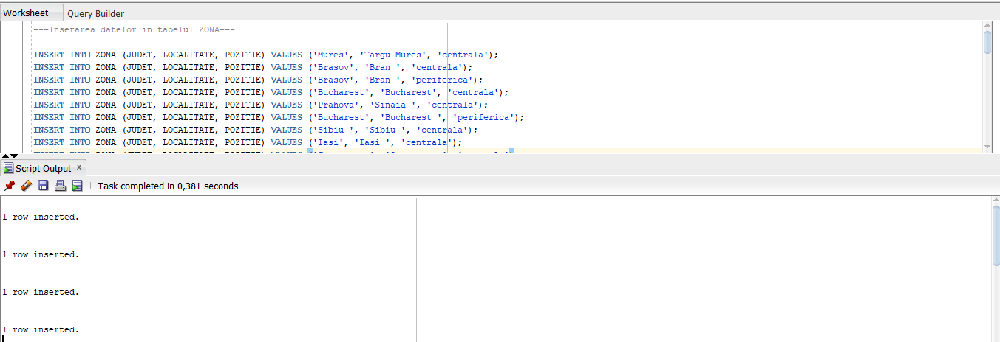 Worksheet Query Builder
---Inserarea datelor in tabelul ZONA---
INSERT INTO ZONA (JUDET, LOCALITATE, POZITIE) VALUES ('Mures', 'Targu Mures', 'centrala');
INSERT INTO ZONA (JUDET, LOCALITATE, POZITIE) VALUES ('Brasov', 'Bran ', 'centrala');
INSERT INTO ZONA (JUDET, LOCALITATE, POZITIE) VALUES ('Brasov', 'Bran ', 'periferica');
INSERT INTO ZONA (JUDET, LOCALITATE, POZITIE) VALUES ('Bucharest', 'Bucharest', 'centrala');
INSERT INTO ZONA (JUDET, LOCALITATE, POZITIE) VALUES ('Prahova', 'Sinaia ', 'centrala');
INSERT INTO ZONA (JUDET, LOCALITATE, POZITIE) VALUES ('Bucharest', 'Bucharest ', 'periferica');
INSERT INTO ZONA (JUDET, LOCALITATE, POZITIE) VALUES ('Sibiu ', 'Sibiu ', 'centrala');
INSERT INTO ZONA (JUDET, LOCALITATE, POZITIE) VALUES ('Iasi', 'Iasi ', 'centrala');
Script Output x
Task completed in 0,381 seconds
1 row inserted.
1 row inserted.
1 row inserted.
1 row inserted.